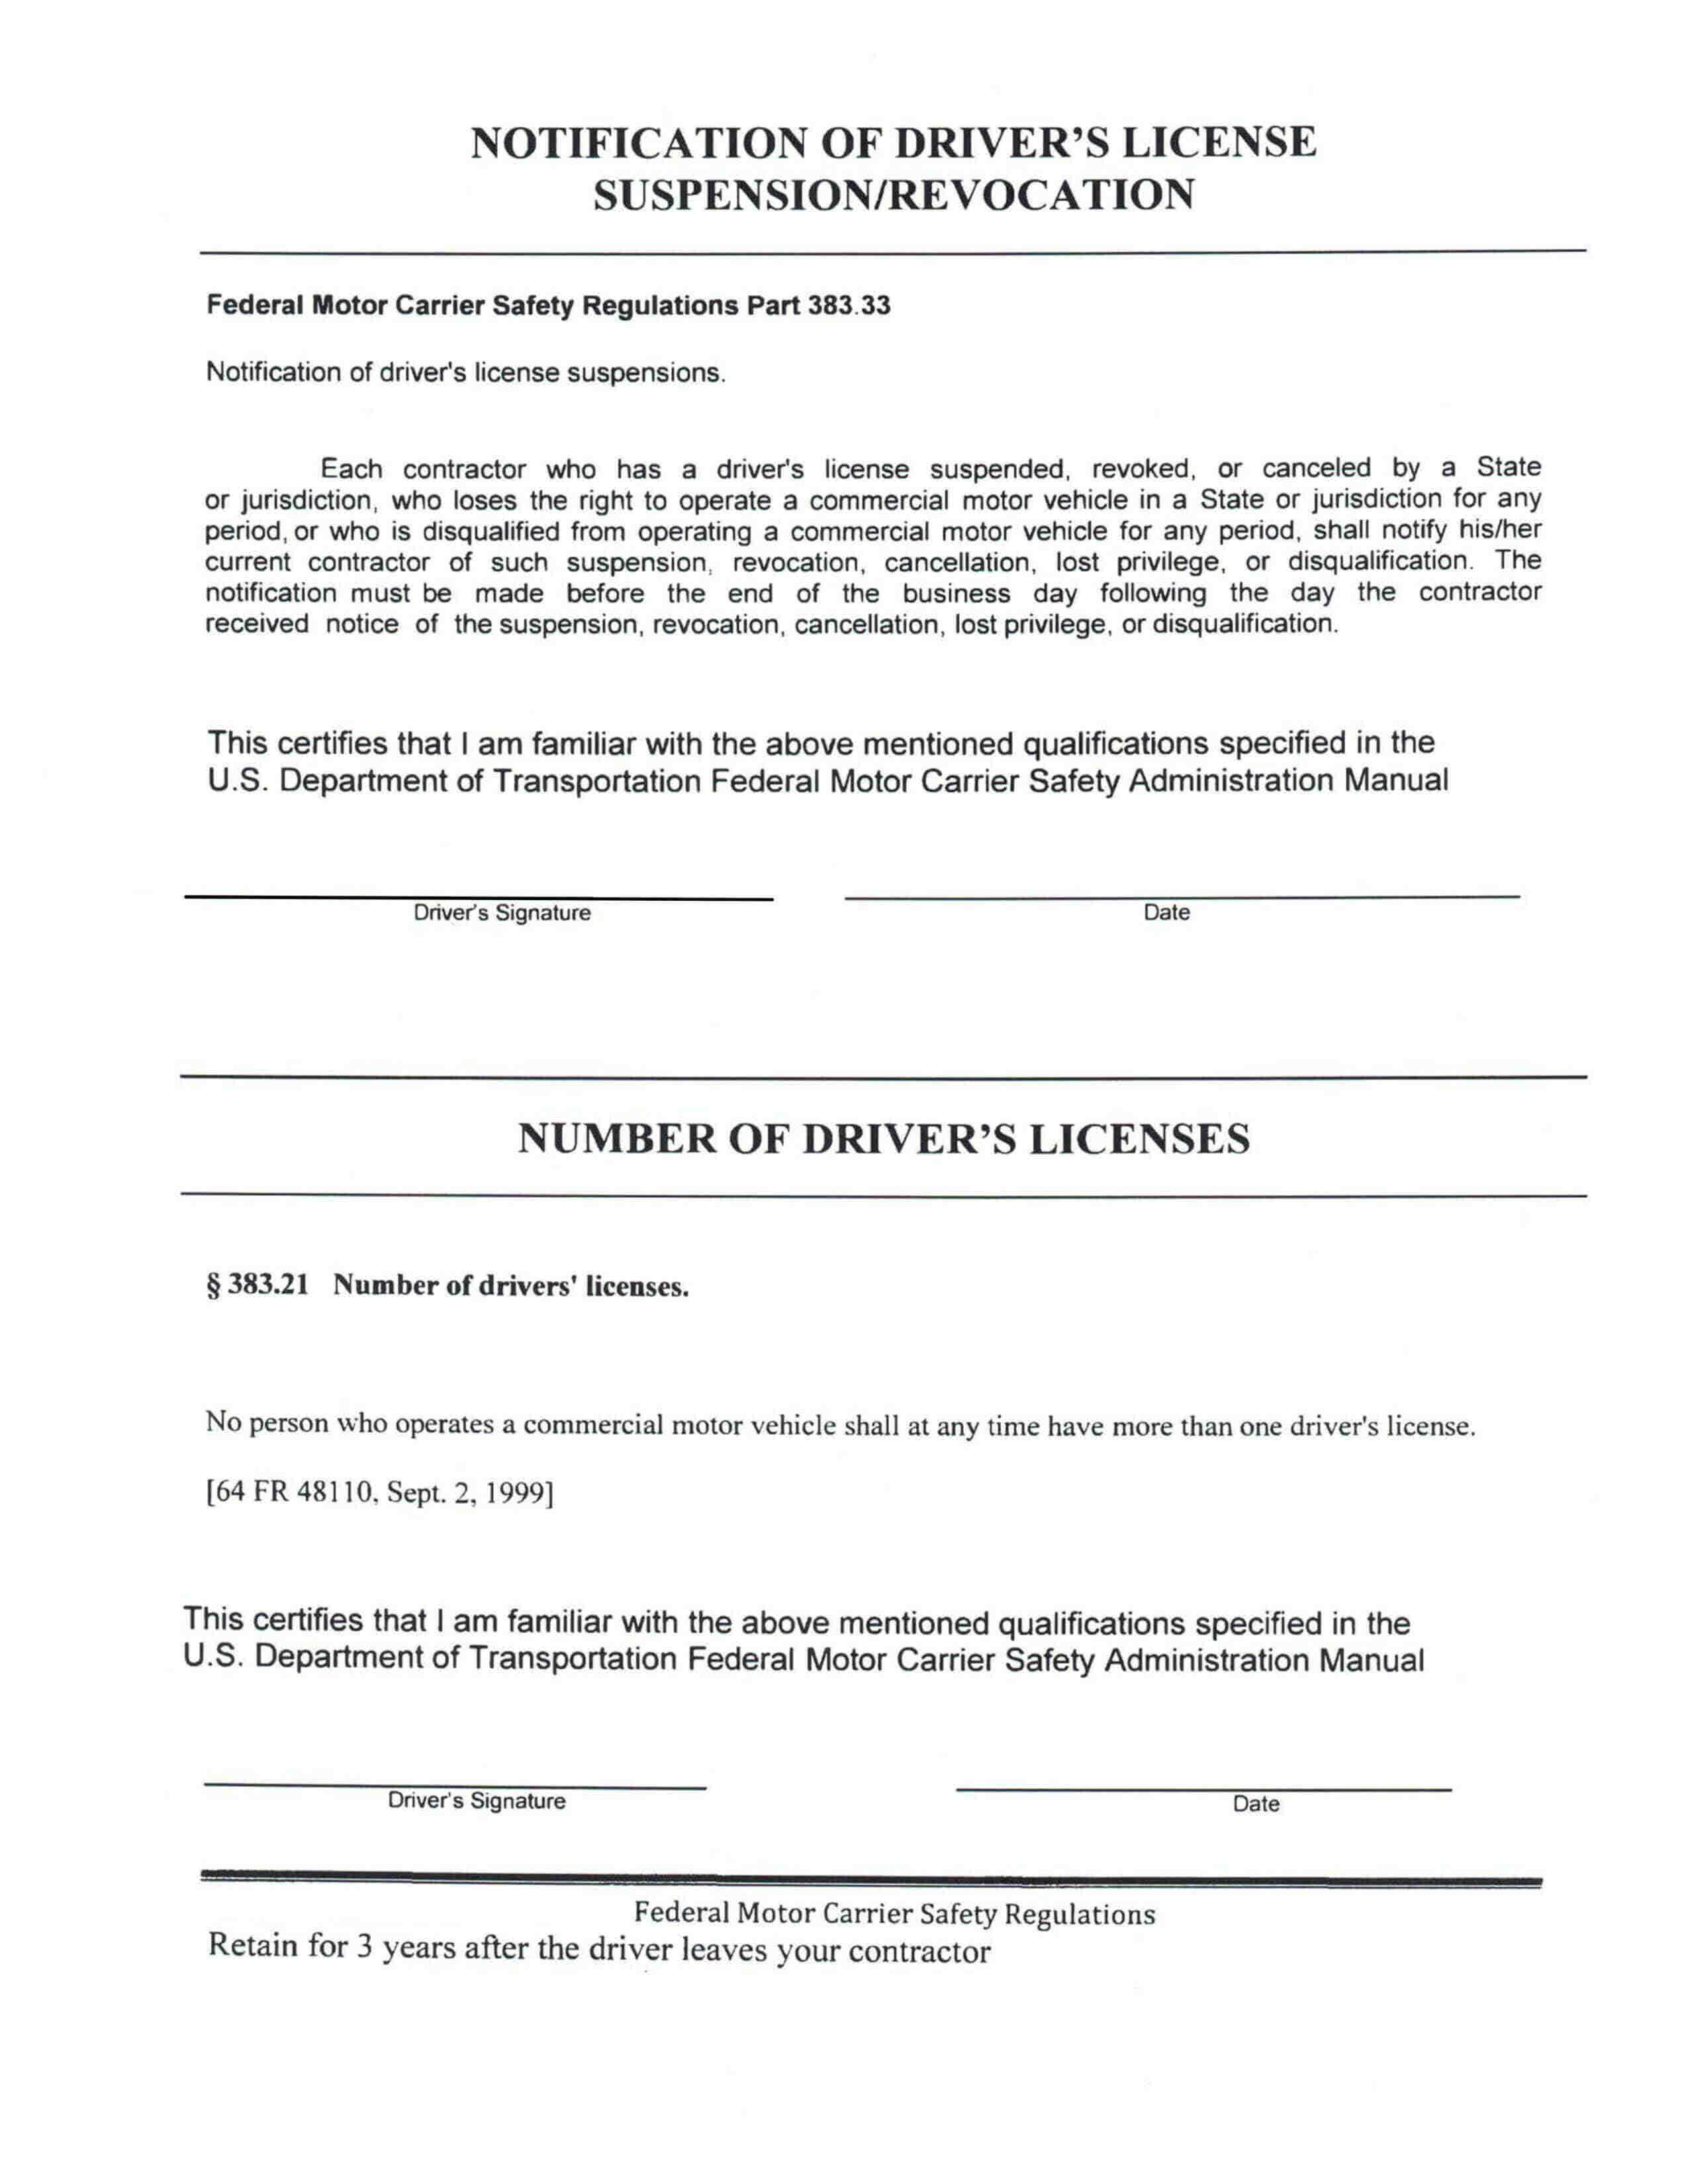 NOTIFICATION OF DRIVER'S LICENSE
SUSPENSION/REVOCATION
Federal Motor Carrier Safety Regulations Part 383.33
Notification of driver's license suspensions.
Each contractor who has a driver's license suspended, revoked, or canceled by a State
or jurisdiction, who loses the right to operate a commercial motor vehicle in a State or jurisdiction for any
period, or who is disqualified from operating a commercial motor vehicle for any period, shall notify his/her
current contractor of such suspension, revocation, cancellation, lost privilege, or disqualification. The
notification must be made before the end of the business day following the day the contractor
received notice of the suspension, revocation, cancellation, lost privilege, or disqualification.
This certifies that I am familiar with the above mentioned qualifications specified in the
U.S. Department of Transportation Federal Motor Carrier Safety Administration Manual
Driver's Signature Date
NUMBER OF DRIVER'S LICENSES
§ 383.21 Number of drivers' licenses.
No person who operates a commercial motor vehicle shall at any time have more than one driver's license.
[64 FR 48110, Sept. 2, 1999]
This certifies that I am familiar with the above mentioned qualifications specified in the
U.S. Department of Transportation Federal Motor Carrier Safety Administration Manual
Driver's Signature Date
Federal Motor Carrier Safety Regulations
Retain for 3 years after the driver leaves your contractor